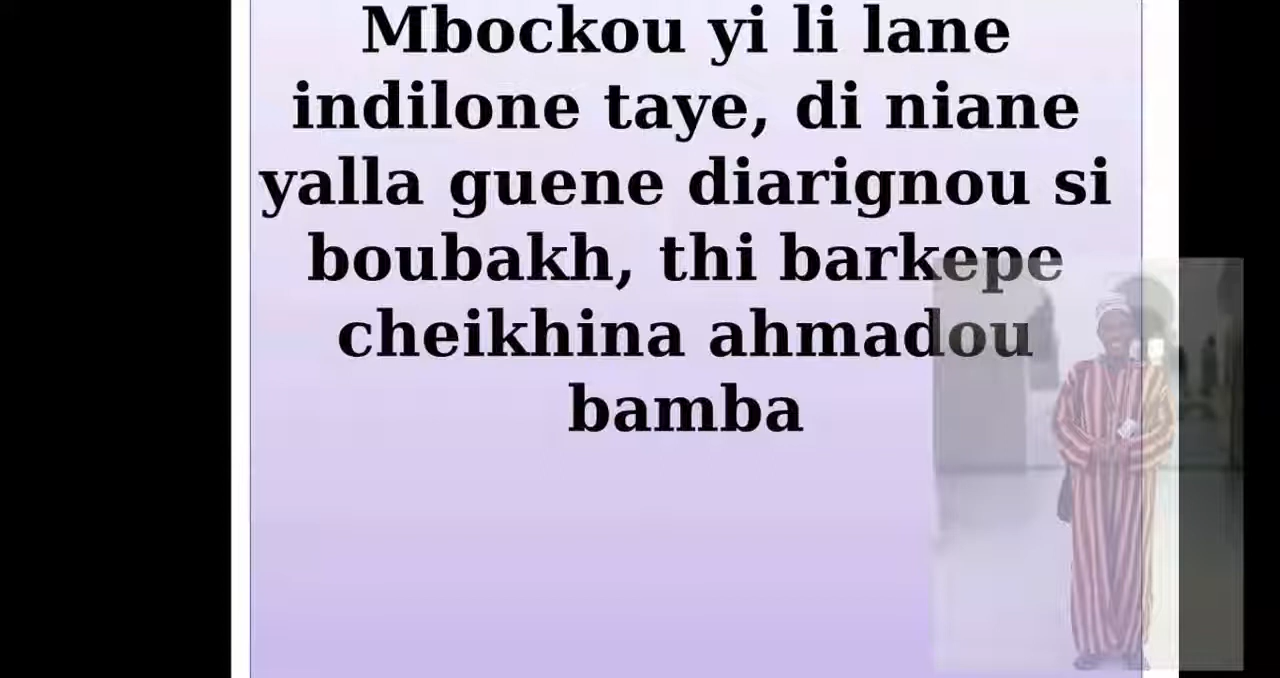 Mbockou yi li lane
indilone taye, di niane
yalla guene diarignou si
boubakh, thi barkepe
cheikhina ahmadou
bamba